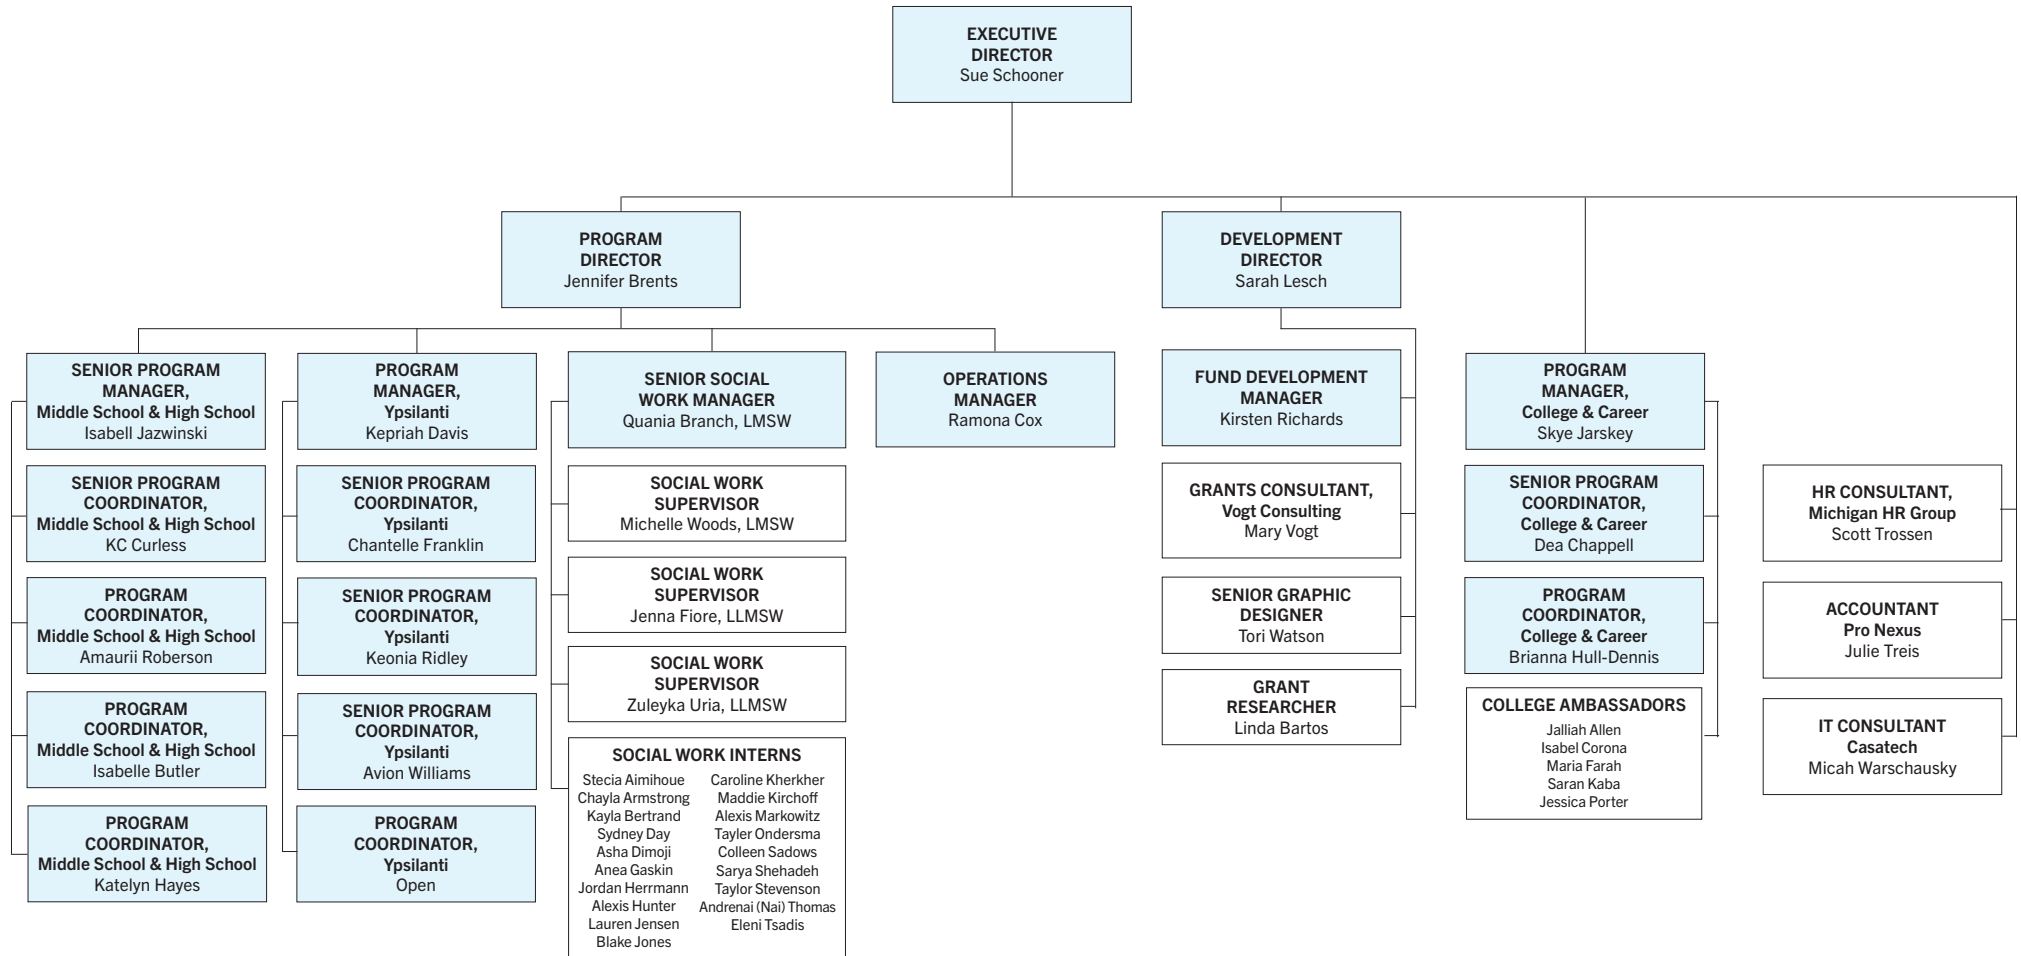 EXECUTIVE
DIRECTOR
Sue Schooner
PROGRAM
DIRECTOR
Jennifer Brents
DEVELOPMENT
DIRECTOR
Sarah Lesch
SENIOR PROGRAM
MANAGER,
Middle School & High School
Isabell Jazwinski
SENIOR PROGRAM
COORDINATOR,
Middle School & High School
KC Curless
PROGRAM
COORDINATOR,
Middle School & High School
Amaurii Roberson
PROGRAM
COORDINATOR,
Middle School & High School
Isabelle Butler
PROGRAM
COORDINATOR,
Middle School & High School
Katelyn Hayes
PROGRAM
MANAGER,
Ypsilanti
Kepriah Davis
SENIOR PROGRAM
COORDINATOR,
Ypsilanti
Chantelle Franklin
SENIOR PROGRAM
COORDINATOR,
Ypsilanti
Keonia Ridley
SENIOR PROGRAM
COORDINATOR,
Ypsilanti
Avion Williams
PROGRAM
COORDINATOR,
Ypsilanti
Open
SENIOR SOCIAL
WORK MANAGER
Quania Branch, LMSW
SOCIAL WORK
SUPERVISOR
Michelle Woods, LMSW
SOCIAL WORK
SUPERVISOR
Jenna Fiore, LLMSW
SOCIAL WORK
SUPERVISOR
Zuleyka Uria, LLMSW
SOCIAL WORK INTERNS
Stecia Aimihoue
Chayla Armstrong
Kayla Bertrand
Sydney Day
Asha Dimoji
Anea Gaskin
Jordan Herrmann
Alexis Hunter
Lauren Jensen
Blake Jones
Caroline Kherkher
Maddie Kirchoff
Alexis Markowitz
Tayler Ondersma
Colleen Sadows
Sarya Shehadeh
Taylor Stevenson
Andrenai (Nai) Thomas
Eleni Tsadis
OPERATIONS
MANAGER
Ramona Cox
FUND DEVELOPMENT
MANAGER
Kirsten Richards
GRANTS CONSULTANT,
Vogt Consulting
Mary Vogt
SENIOR GRAPHIC
DESIGNER
Tori Watson
GRANT
RESEARCHER
Linda Bartos
PROGRAM
MANAGER,
College & Career
Skye Jarskey
SENIOR PROGRAM
COORDINATOR,
College & Career
Dea Chappell
PROGRAM
COORDINATOR,
College & Career
Brianna Hull-Dennis
COLLEGE AMBASSADORS
Jalliah Allen
Isabel Corona
Maria Farah
Saran Kaba
Jessica Porter
HR CONSULTANT,
Michigan HR Group
Scott Trossen
ACCOUNTANT
Pro Nexus
Julie Treis
IT CONSULTANT
Casatech
Micah Warschausky